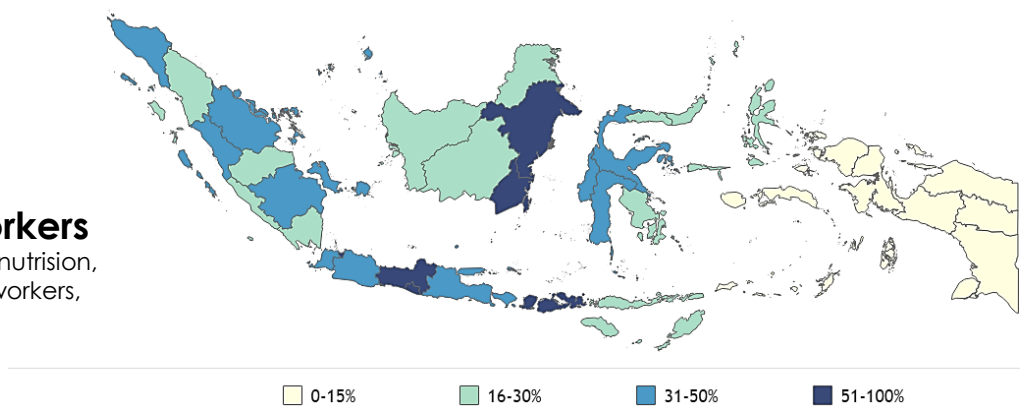 rkers
nutrision,
workers,
0-15%
16-30%
31-50%
51-100%